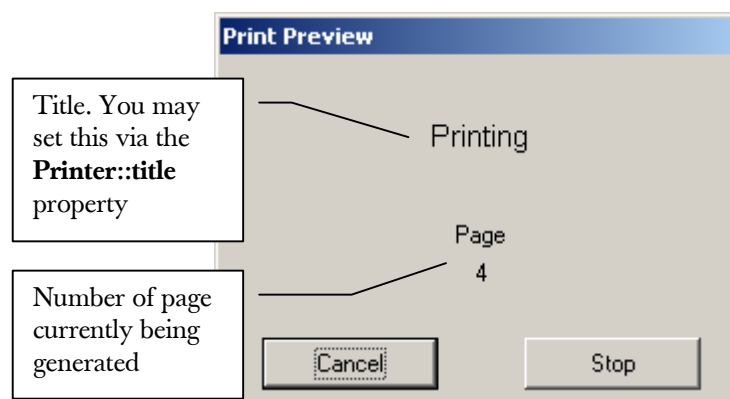 Print Preview
Title. You may
set this via the
Printer::title
property
Printing
Page
4
Number of page
currently being
generated
Cancel
Stop